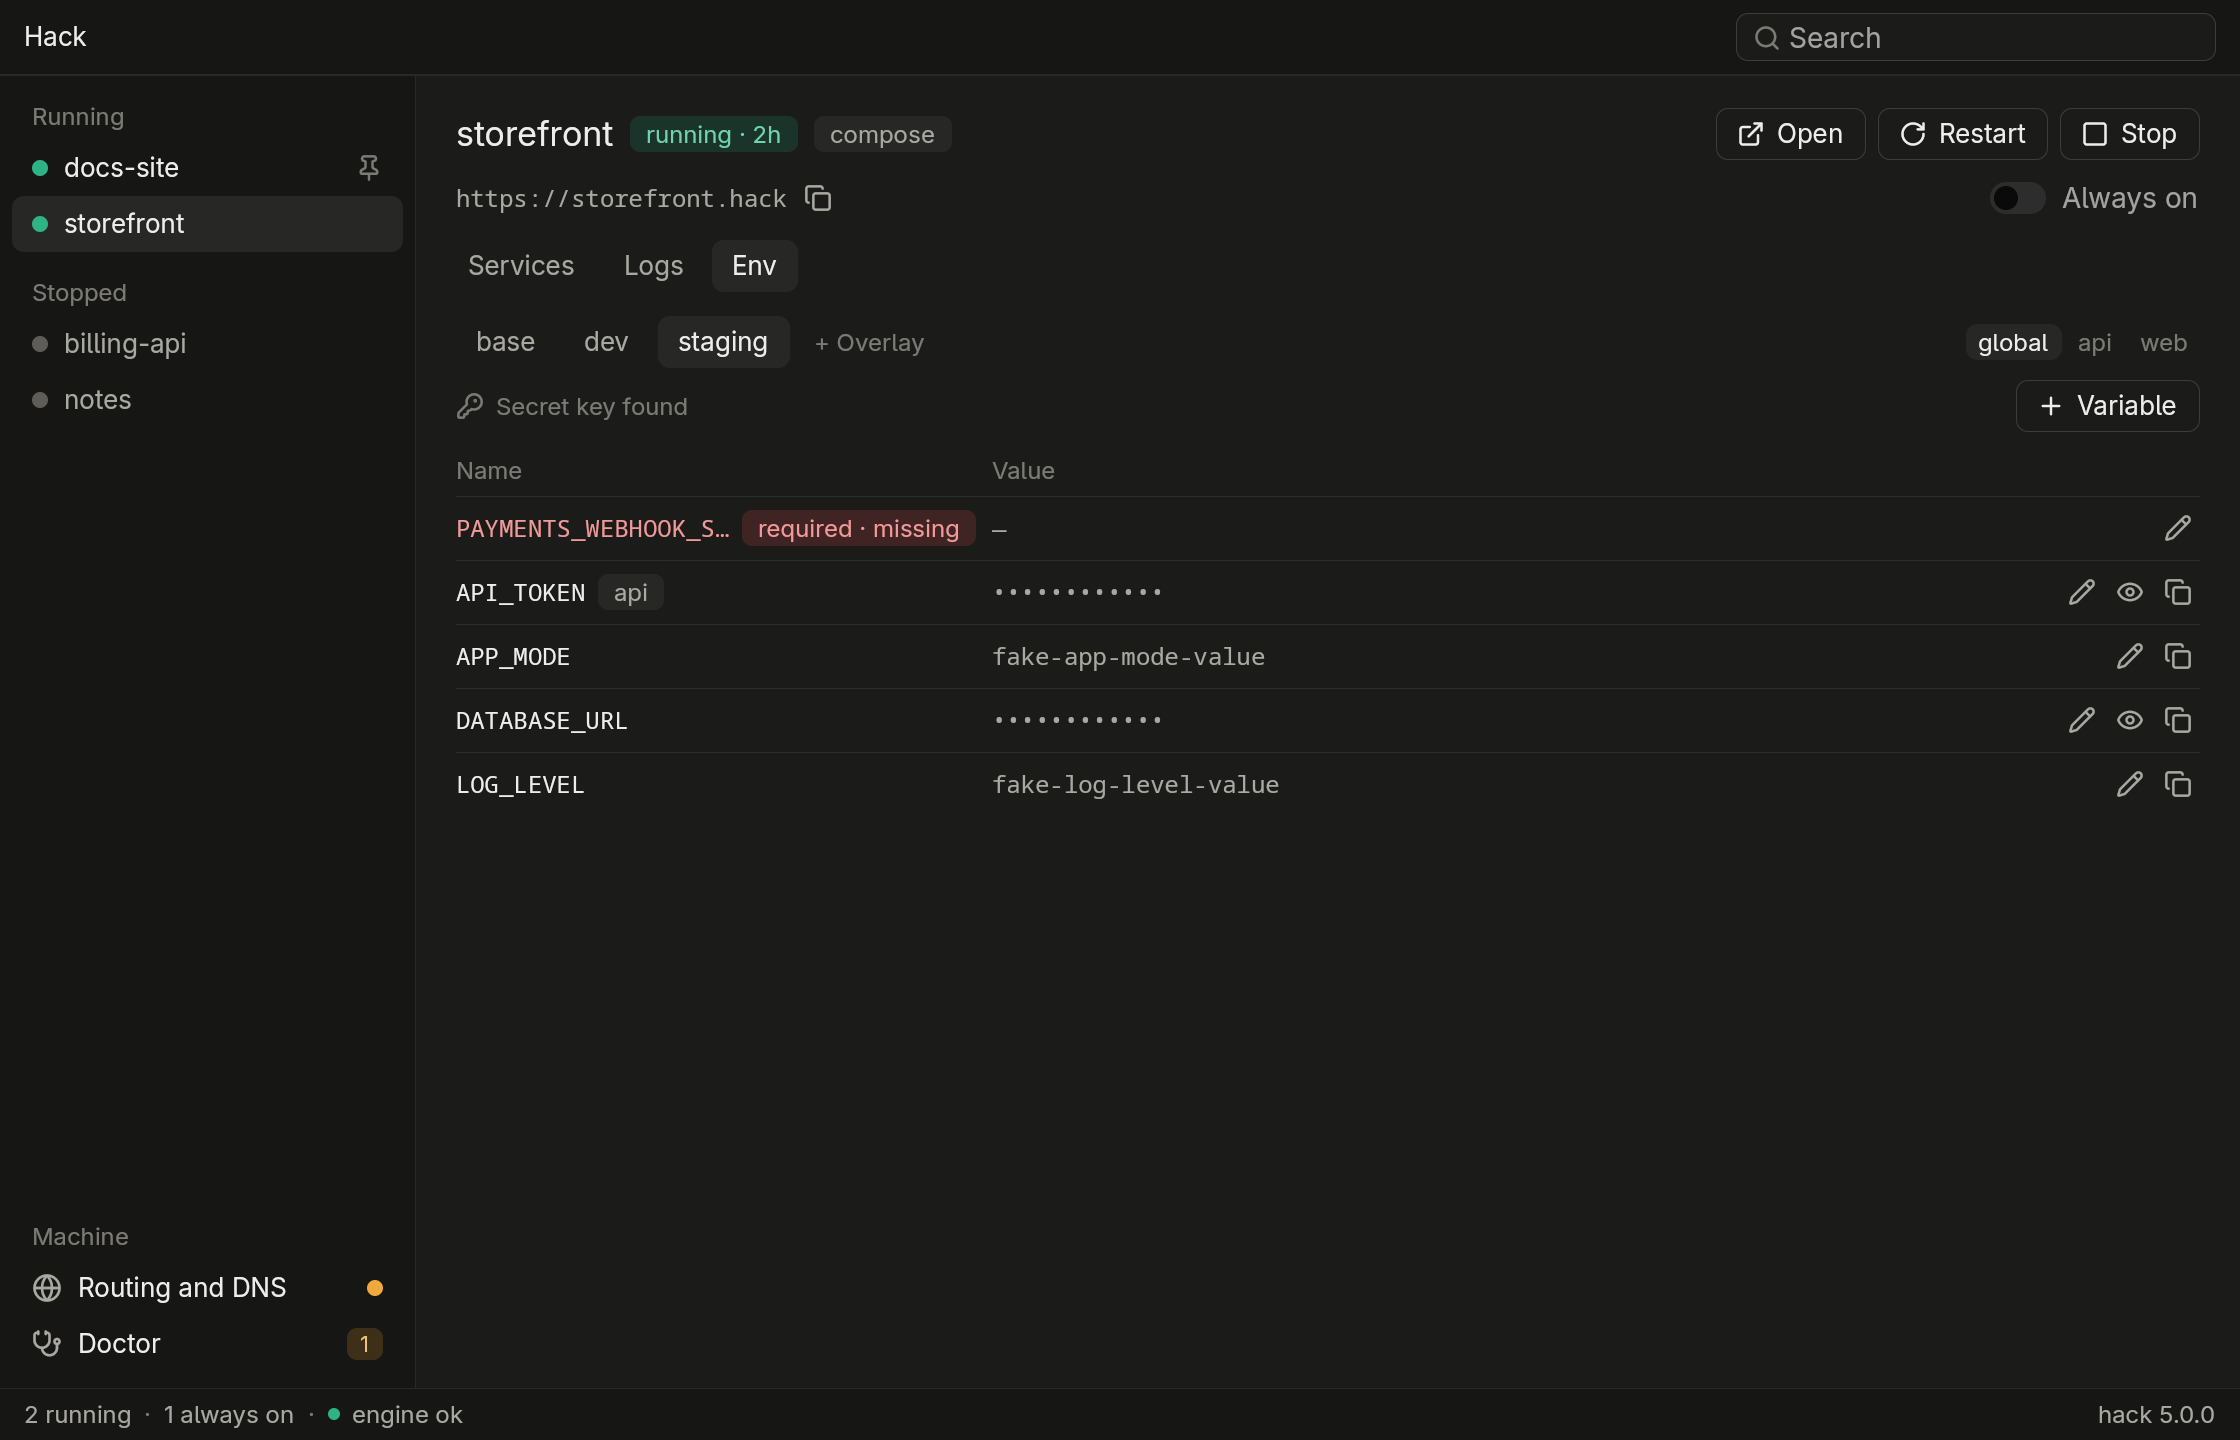 Hack
Search
Running
docs-site
storefront
Stopped
billing-api
notes
Machine
Routing and DNS
Doctor 1
storefront running · 2h compose
Open Restart Stop
https://storefront.hack
Always on
Services Logs Env
base dev staging + Overlay
global api web
Secret key found
+ Variable
Name Value
PAYMENTS_WEBHOOK_S… required · missing —
API_TOKEN api ••••••••••••
APP_MODE fake-app-mode-value
DATABASE_URL ••••••••••••
LOG_LEVEL fake-log-level-value
2 running · 1 always on · engine ok
hack 5.0.0